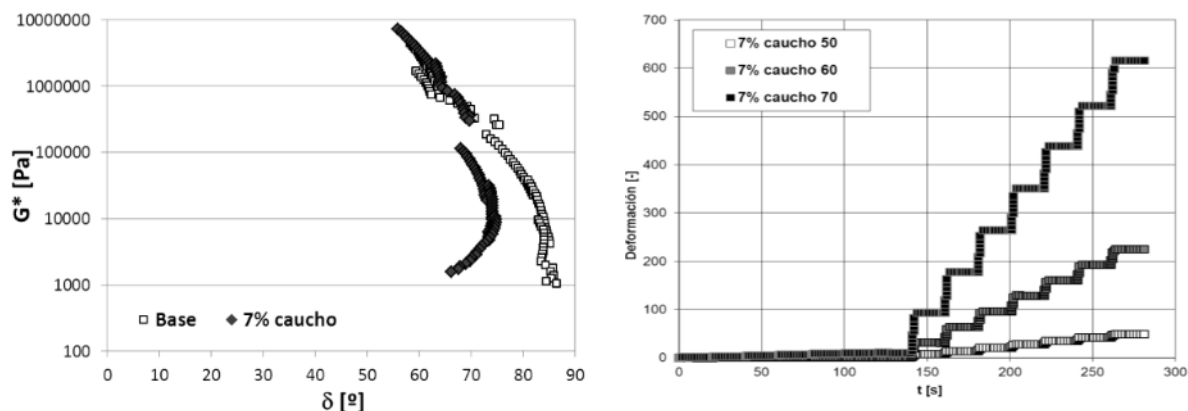 10000000
1000000
100000
10000
1000
100
G* [Pa]
Base
7% caucho
0 10 20 30 40 50 60 70 80 90
δ [º]
700
600
500
400
300
200
100
0
Deformación [-]
7% caucho 50
7% caucho 60
7% caucho 70
0 50 100 150 200 250 300
t [s]